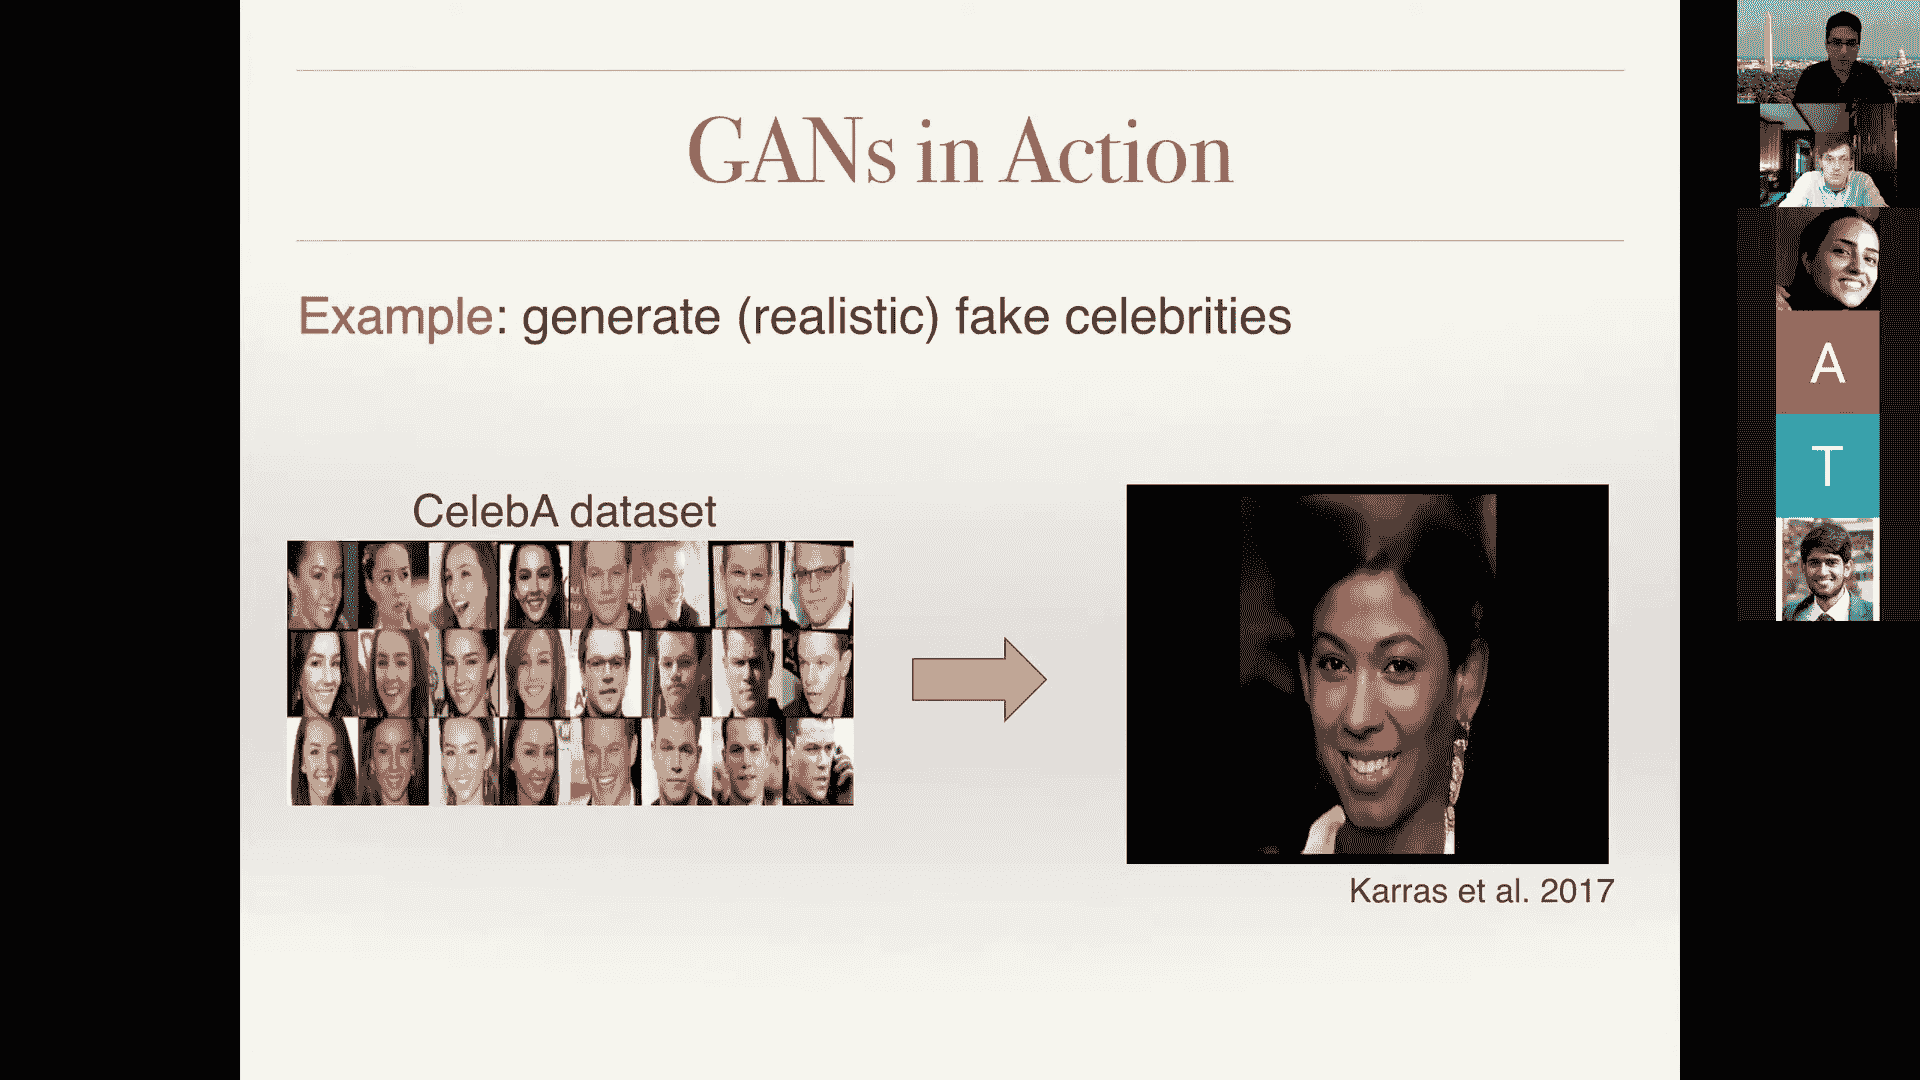 GANs in Action
Example: generate (realistic) fake celebrities
CelebA dataset
Karras et al. 2017
A
T